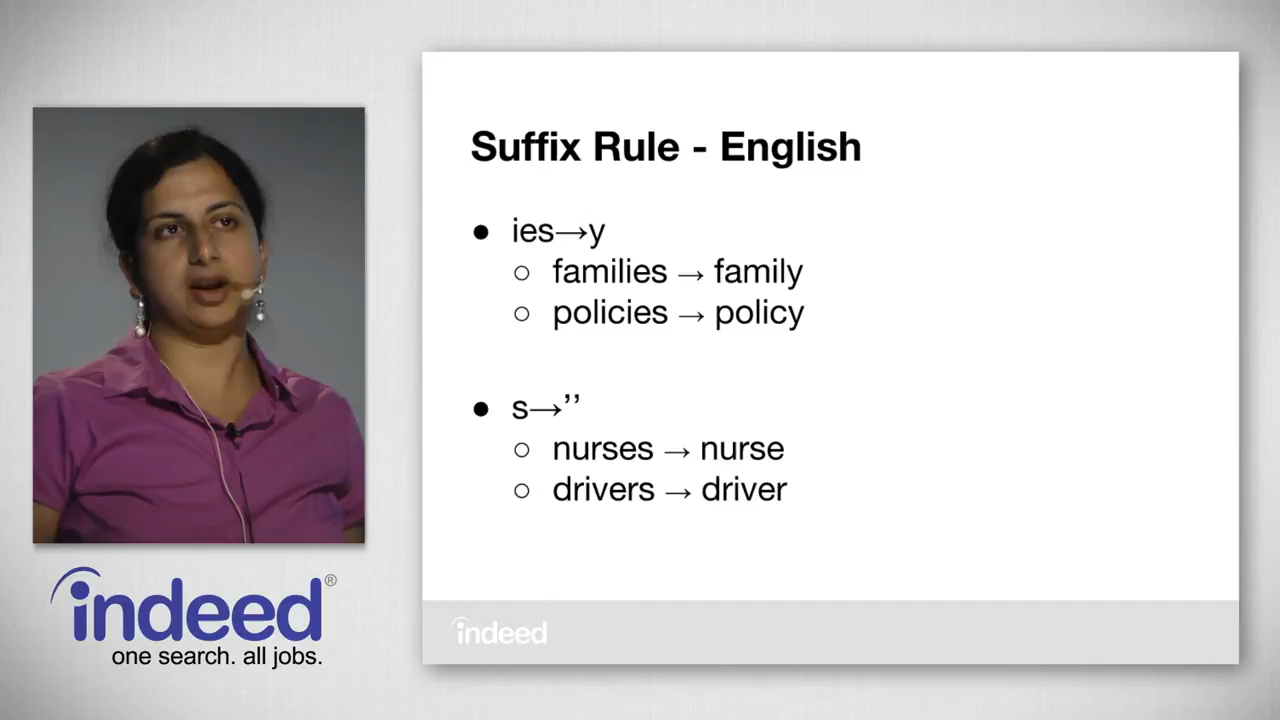 Suffix Rule - English
● ies→y
○ families → family
○ policies → policy
● s→’’
○ nurses → nurse
○ drivers → driver
indeed®
one search. all jobs.
indeed